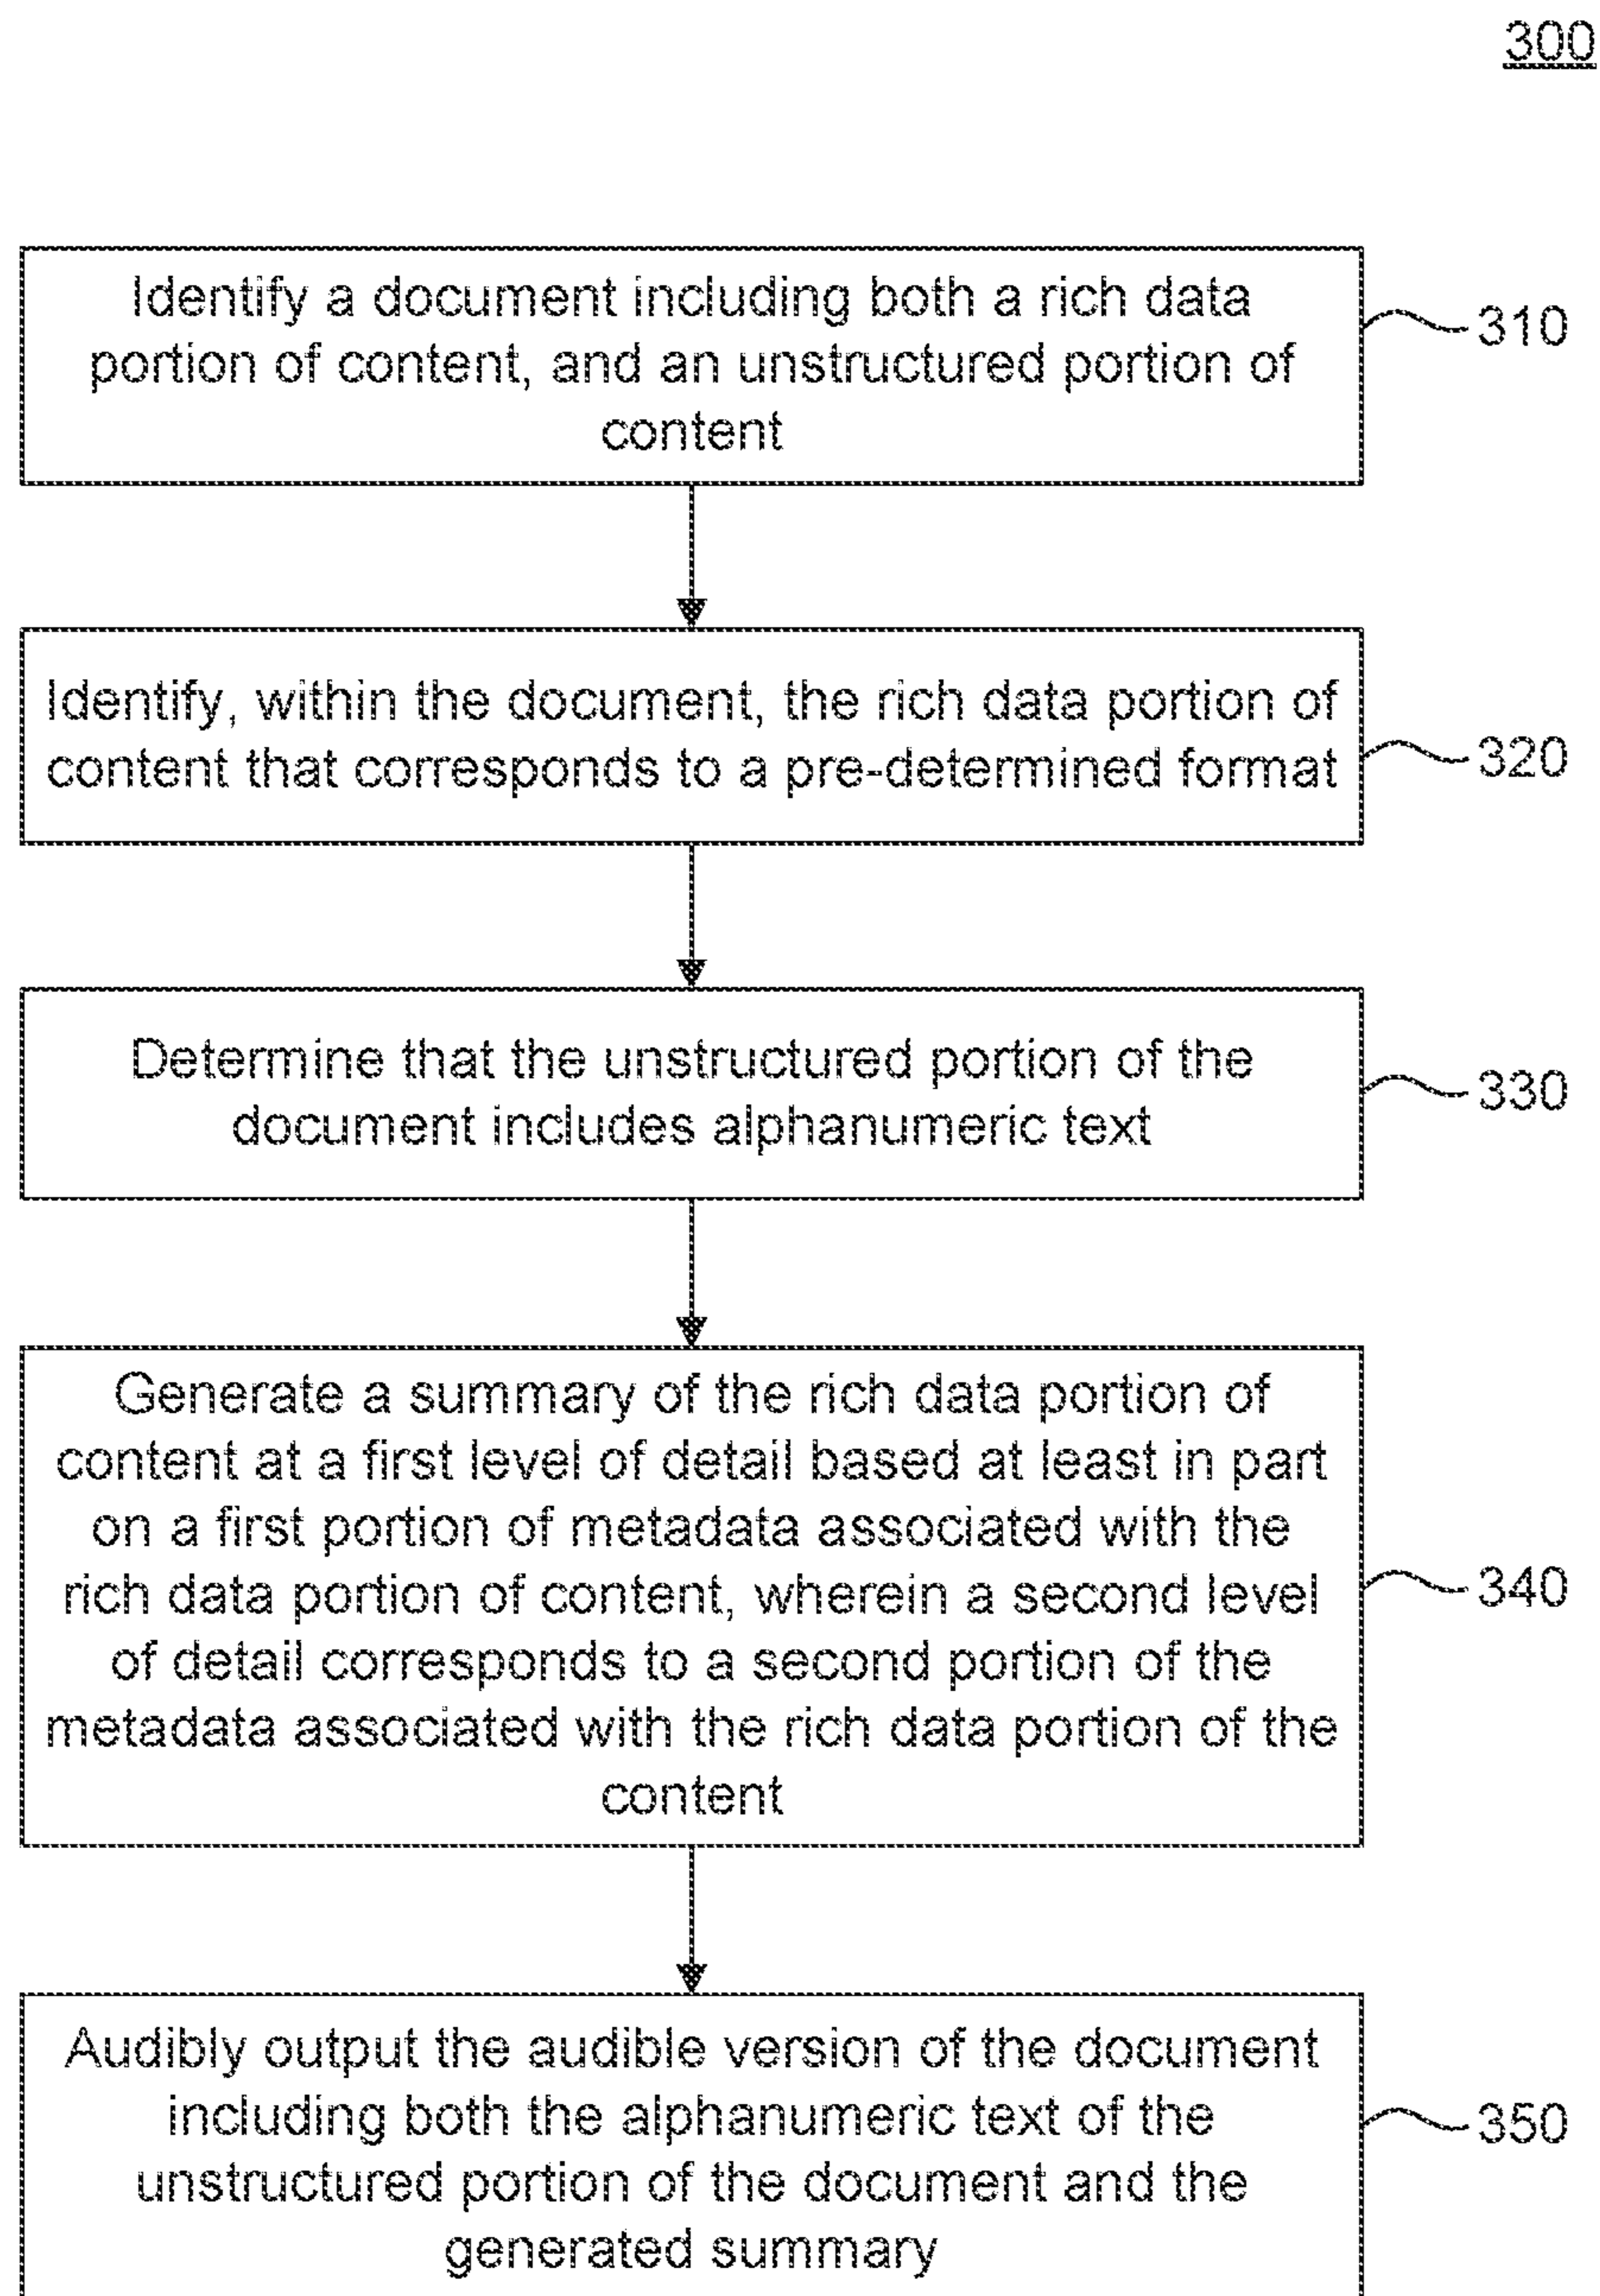 300
Identify a document including both a rich data
portion of content, and an unstructured portion of
content
310
Identify, within the document, the rich data portion of
content that corresponds to a pre-determined format
320
Determine that the unstructured portion of the
document includes alphanumeric text
330
Generate a summary of the rich data portion of
content at a first level of detail based at least in part
on a first portion of metadata associated with the
rich data portion of content, wherein a second level
of detail corresponds to a second portion of the
metadata associated with the rich data portion of the
content
340
Audibly output the audible version of the document
including both the alphanumeric text of the
unstructured portion of the document and the
generated summary
350